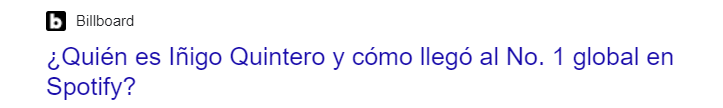 Billboard
¿Quién es Iñigo Quintero y cómo llegó al No. 1 global en
Spotify?